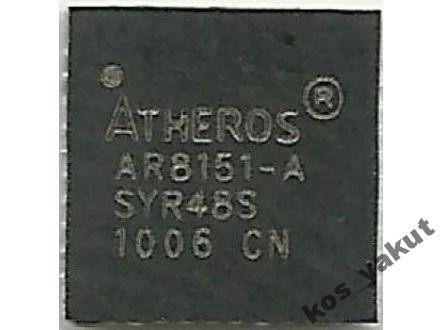 ATHEROS®
AR8151-A
SYR48S
1006 CN
kos_yakut